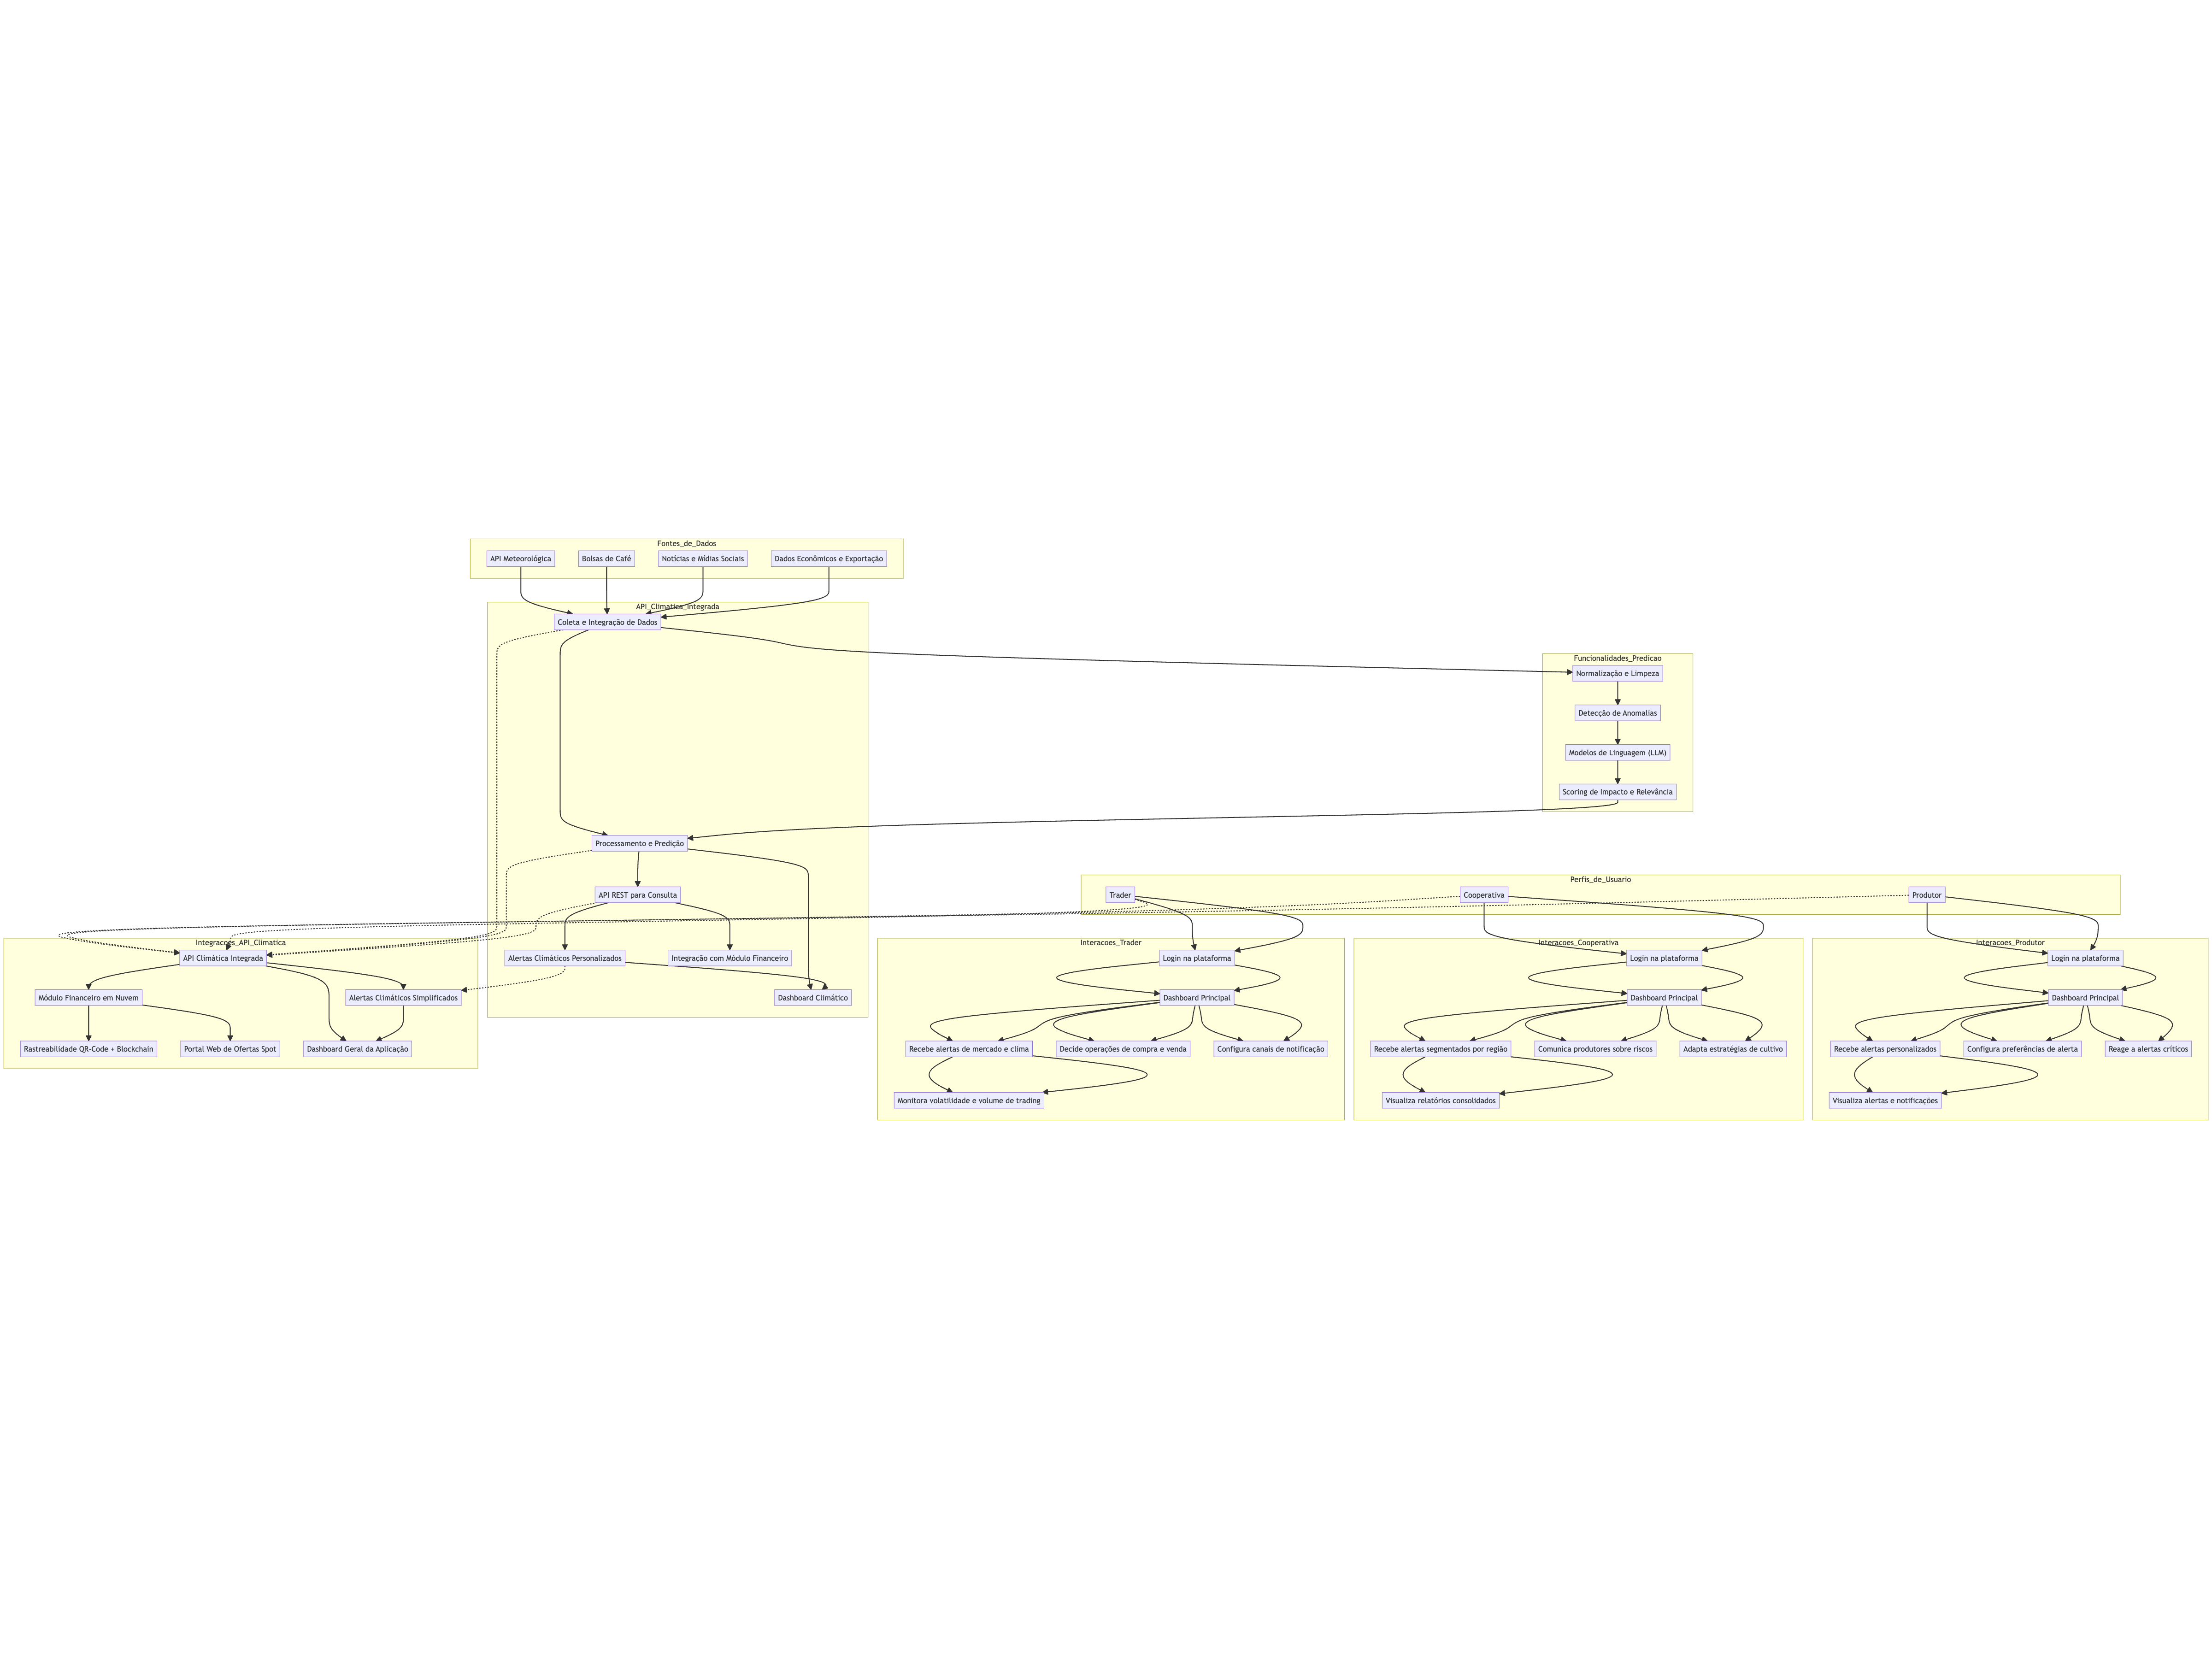 Fontes_de_Dados
API Meteorológica
Bolsas de Café
Notícias e Mídias Sociais
Dados Econômicos e Exportação
API_Climatica_Integrada
Coleta e Integração de Dados
Funcionalidades_Predicao
Normalização e Limpeza
Detecção de Anomalias
Modelos de Linguagem (LLM)
Scoring de Impacto e Relevância
Processamento e Predição
API REST para Consulta
Alertas Climáticos Personalizados
Integração com Módulo Financeiro
Dashboard Climático
Perfis_de_Usuario
Trader
Cooperativa
Produtor
Integracoes_API_Climatica
API Climática Integrada
Módulo Financeiro em Nuvem
Alertas Climáticos Simplificados
Rastreabilidade QR-Code + Blockchain
Portal Web de Ofertas Spot
Dashboard Geral da Aplicação
Interacoes_Trader
Login na plataforma
Dashboard Principal
Recebe alertas de mercado e clima
Decide operações de compra e venda
Configura canais de notificação
Monitora volatilidade e volume de trading
Interacoes_Cooperativa
Login na plataforma
Dashboard Principal
Recebe alertas segmentados por região
Comunica produtores sobre riscos
Adapta estratégias de cultivo
Visualiza relatórios consolidados
Interacoes_Produtor
Login na plataforma
Dashboard Principal
Recebe alertas personalizados
Configura preferências de alerta
Reage a alertas críticos
Visualiza alertas e notificações